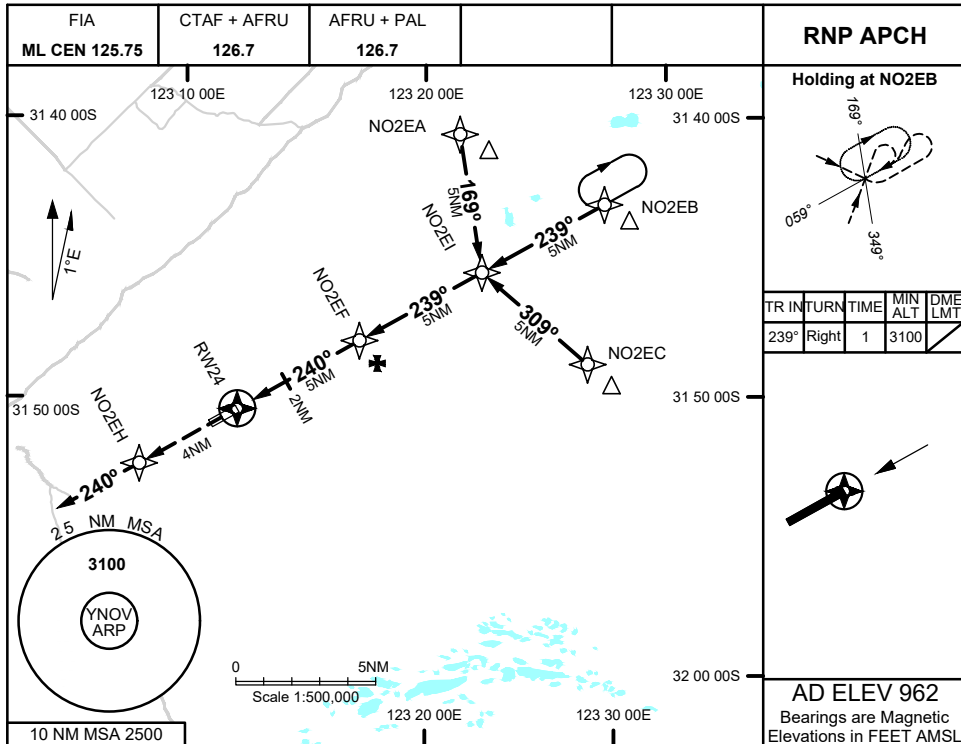 FIA
ML CEN 125.75
CTAF + AFRU
126.7
AFRU + PAL
126.7
RNP APCH
123 10 00E
123 20 00E
123 30 00E
31 40 00S
31 40 00S
NO2EA
169°
5NM
NO2EI
NO2EB
239°
5NM
1°E
NO2EF
239°
5NM
309°
5NM
NO2EC
RW24
240°
5NM
2NM
31 50 00S
31 50 00S
NO2EH
4NM
240°
25 NM MSA
3100
YNOV
ARP
10 NM MSA 2500
0 5NM
Scale 1:500,000
32 00 00S
123 20 00E
123 30 00E
Holding at NO2EB
169°
059°
349°
TR IN TURN TIME MIN ALT DME LMT
239° Right 1 3100
AD ELEV 962
Bearings are Magnetic
Elevations in FEET AMSL